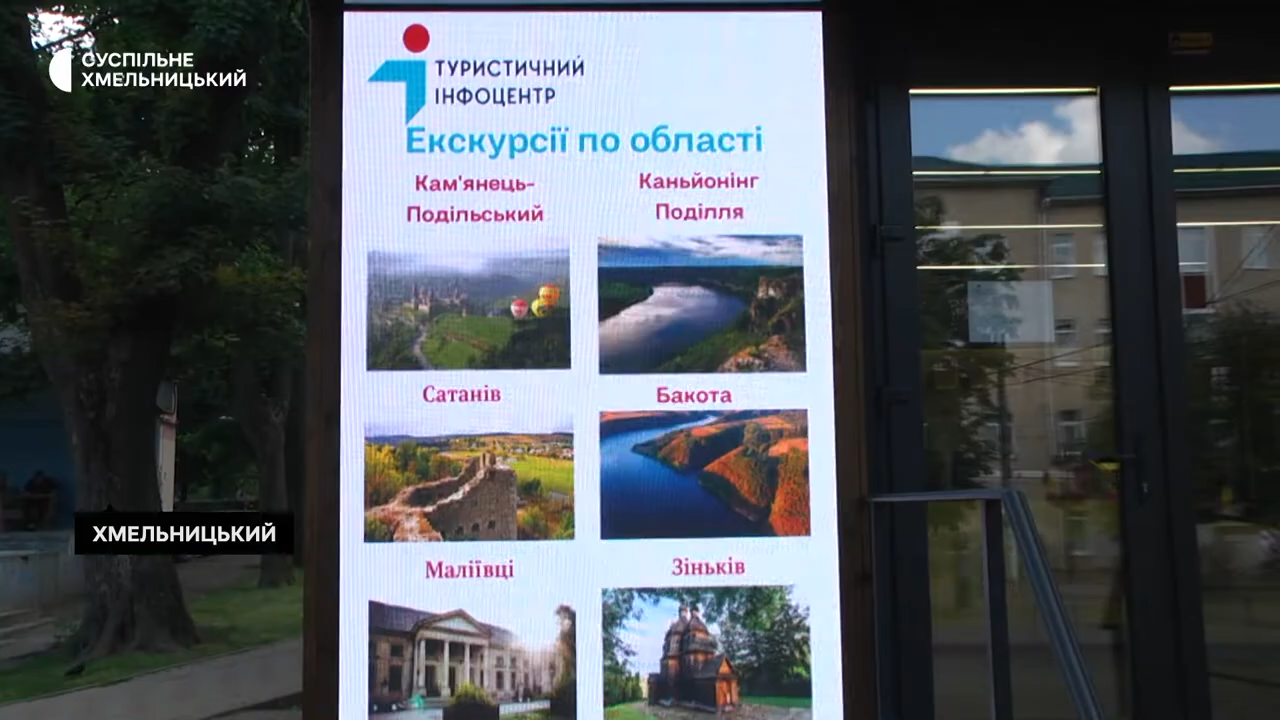 СУСПІЛЬНЕ
ХМЕЛЬНИЦЬКИЙ
ТУРИСТИЧНИЙ
ІНФОЦЕНТР
Екскурсії по області
Кам'янець-
Подільський
Каньйонінг
Поділля
Сатанів
Бакота
Маліївці
Зіньків
ХМЕЛЬНИЦЬКИЙ